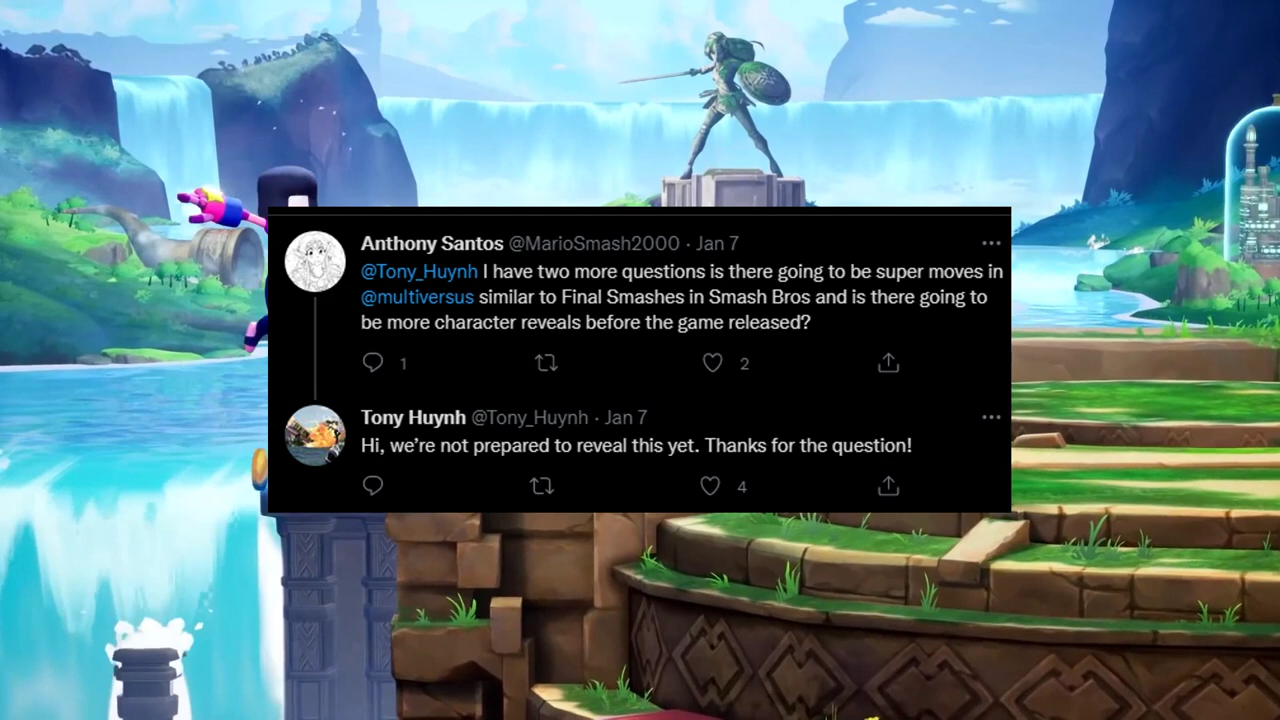 Anthony Santos @MarioSmash2000 · Jan 7
@Tony_Huynh I have two more questions is there going to be super moves in
@multiversus similar to Final Smashes in Smash Bros and is there going to
be more character reveals before the game released?
1 2
Tony Huynh @Tony_Huynh · Jan 7
Hi, we're not prepared to reveal this yet. Thanks for the question!
4